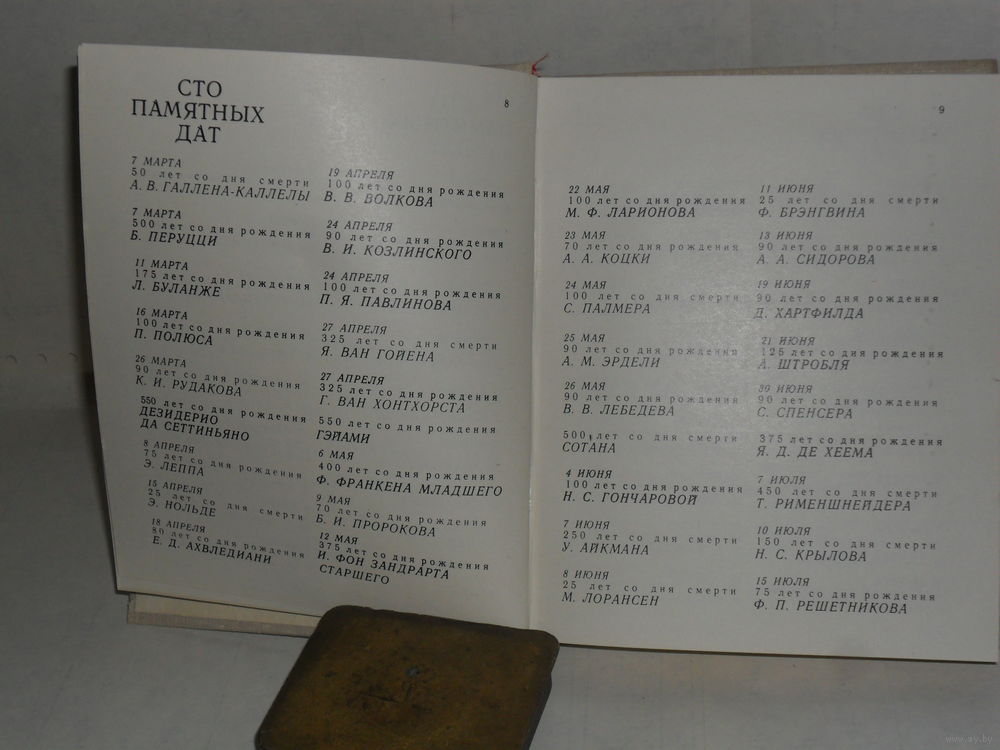 СТО
ПАМЯТНЫХ
ДАТ
8
7 МАРТА
50 лет со дня смерти
А. В. ГАЛЛЕНА-КАЛЛЕЛЫ
7 МАРТА
500 лет со дня рождения
Б. ПЕРУЦЦИ
11 МАРТА
175 лет со дня рождения
Л. БУЛАНЖЕ
16 МАРТА
100 лет со дня рождения
П. ПОЛЮСА
26 МАРТА
90 лет со дня рождения
К. И. РУДАКОВА
550 лет со дня рождения
ДЕЗИДЕРИО
ДА СЕТТИНЬЯНО
8 АПРЕЛЯ
75 лет со дня рождения
Э. ЛЕППА
15 АПРЕЛЯ
25 лет со дня смерти
Э. НОЛЬДЕ
18 АПРЕЛЯ
80 лет со дня рождения
Е. Д. АХВЛЕДИАНИ
19 АПРЕЛЯ
100 лет со дня рождения
В. В. ВОЛКОВА
24 АПРЕЛЯ
90 лет со дня рождения
В. И. КОЗЛИНСКОГО
24 АПРЕЛЯ
100 лет со дня рождения
П. Я. ПАВЛИНОВА
27 АПРЕЛЯ
325 лет со дня смерти
Я. ВАН ГОЙЕНА
27 АПРЕЛЯ
325 лет со дня рождения
Г. ВАН ХОНТХОРСТА
550 лет со дня рождения
ГЭЙАМИ
6 МАЯ
400 лет со дня рождения
Ф. ФРАНКЕНА МЛАДШЕГО
9 МАЯ
70 лет со дня рождения
Б. И. ПРОРОКОВА
12 МАЯ
375 лет со дня рождения
И. ФОН ЗАНДРАРТА
СТАРШЕГО
9
22 МАЯ
100 лет со дня рождения
М. Ф. ЛАРИОНОВА
23 МАЯ
70 лет со дня рождения
А. А. КОЦКИ
24 МАЯ
100 лет со дня смерти
С. ПАЛМЕРА
25 МАЯ
90 лет со дня рождения
А. М. ЭРДЕЛИ
26 МАЯ
90 лет со дня рождения
В. В. ЛЕБЕДЕВА
500 лет со дня смерти
СОТАНА
4 ИЮНЯ
100 лет со дня рождения
Н. С. ГОНЧАРОВОЙ
7 ИЮНЯ
250 лет со дня смерти
У. АЙКМАНА
8 ИЮНЯ
25 лет со дня смерти
М. ЛОРАНСЕН
11 ИЮНЯ
25 лет со дня смерти
Ф. БРЭНГВИНА
13 ИЮНЯ
90 лет со дня рождения
А. А. СИДОРОВА
19 ИЮНЯ
90 лет со дня рождения
Д. ХАРТФИЛДА
21 ИЮНЯ
125 лет со дня рождения
А. ШТРОБЛЯ
30 ИЮНЯ
90 лет со дня рождения
С. СПЕНСЕРА
375 лет со дня рождения
Я. Д. ДЕ ХЕЕМА
7 ИЮЛЯ
450 лет со дня смерти
Т. РИМЕНШНЕЙДЕРА
10 ИЮЛЯ
150 лет со дня смерти
Н. С. КРЫЛОВА
15 ИЮЛЯ
75 лет со дня рождения
Ф. П. РЕШЕТНИКОВА
www.ay.by